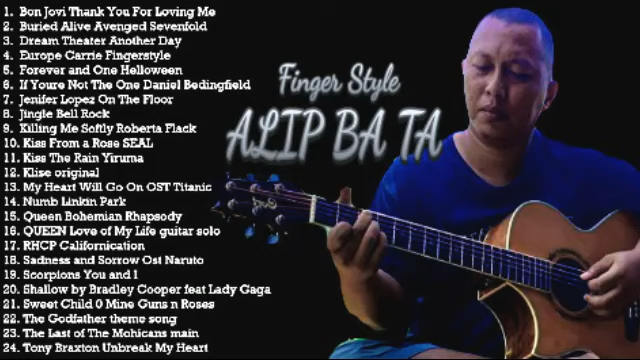 1. Bon Jovi Thank You For Loving Me
2. Buried Alive Avenged Sevenfold
3. Dream Theater Another Day
4. Europe Carrie Fingerstyle
5. Forever and One Helloween
6. If Youre Not The One Daniel Bedingfield
7. Jenifer Lopez On The Floor
8. Jingle Bell Rock
9. Killing Me Softly Roberta Flack
10. Kiss From a Rose SEAL
11. Kiss The Rain Yiruma
12. Klise original
13. My Heart Will Go On OST Titanic
14. Numb Linkin Park
15. Queen Bohemian Rhapsody
16. QUEEN Love of My Life guitar solo
17. RHCP Californication
18. Sadness and Sorrow Ost Naruto
19. Scorpions You and I
20. Shallow by Bradley Cooper feat Lady Gaga
21. Sweet Child O Mine Guns n Roses
22. The Godfather theme song
23. The Last of The Mohicans main
24. Tony Braxton Unbreak My Heart
Finger Style
ALIP BA TA